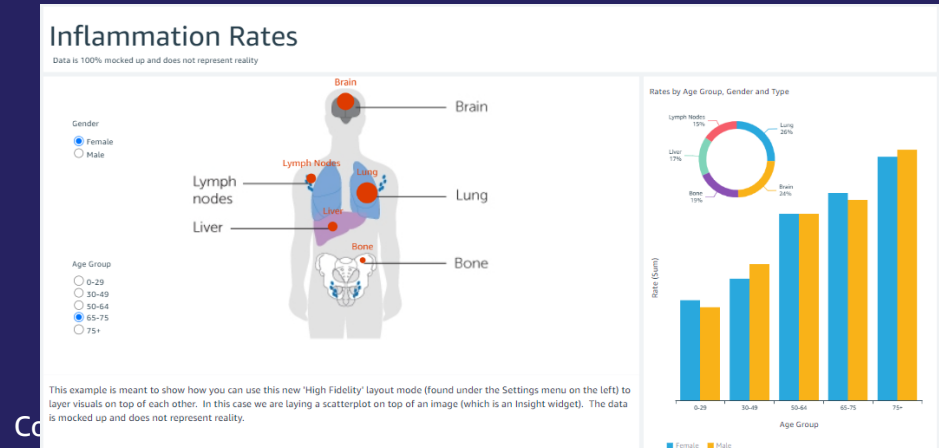 Inflammation Rates
Data is 100% mocked up and does not represent reality
Gender
Female
Male
Age Group
0-29
30-49
50-64
65-75
75+
Brain
Brain
Lymph Nodes
Lung
Lymph
nodes
Lung
Liver
Liver
Bone
Bone
This example is meant to show how you can use this new 'High Fidelity' layout mode (found under the Settings menu on the left) to
layer visuals on top of each other. In this case we are laying a scatterplot on top of an image (which is an Insight widget). The data
is mocked up and does not represent reality.
Rates by Age Group, Gender and Type
Lymph Nodes
15%
Lung
26%
Liver
17%
Bone
19%
Brain
24%
Rate (Sum)
0-29
30-49
50-64
65-75
75+
Age Group
Female
Male